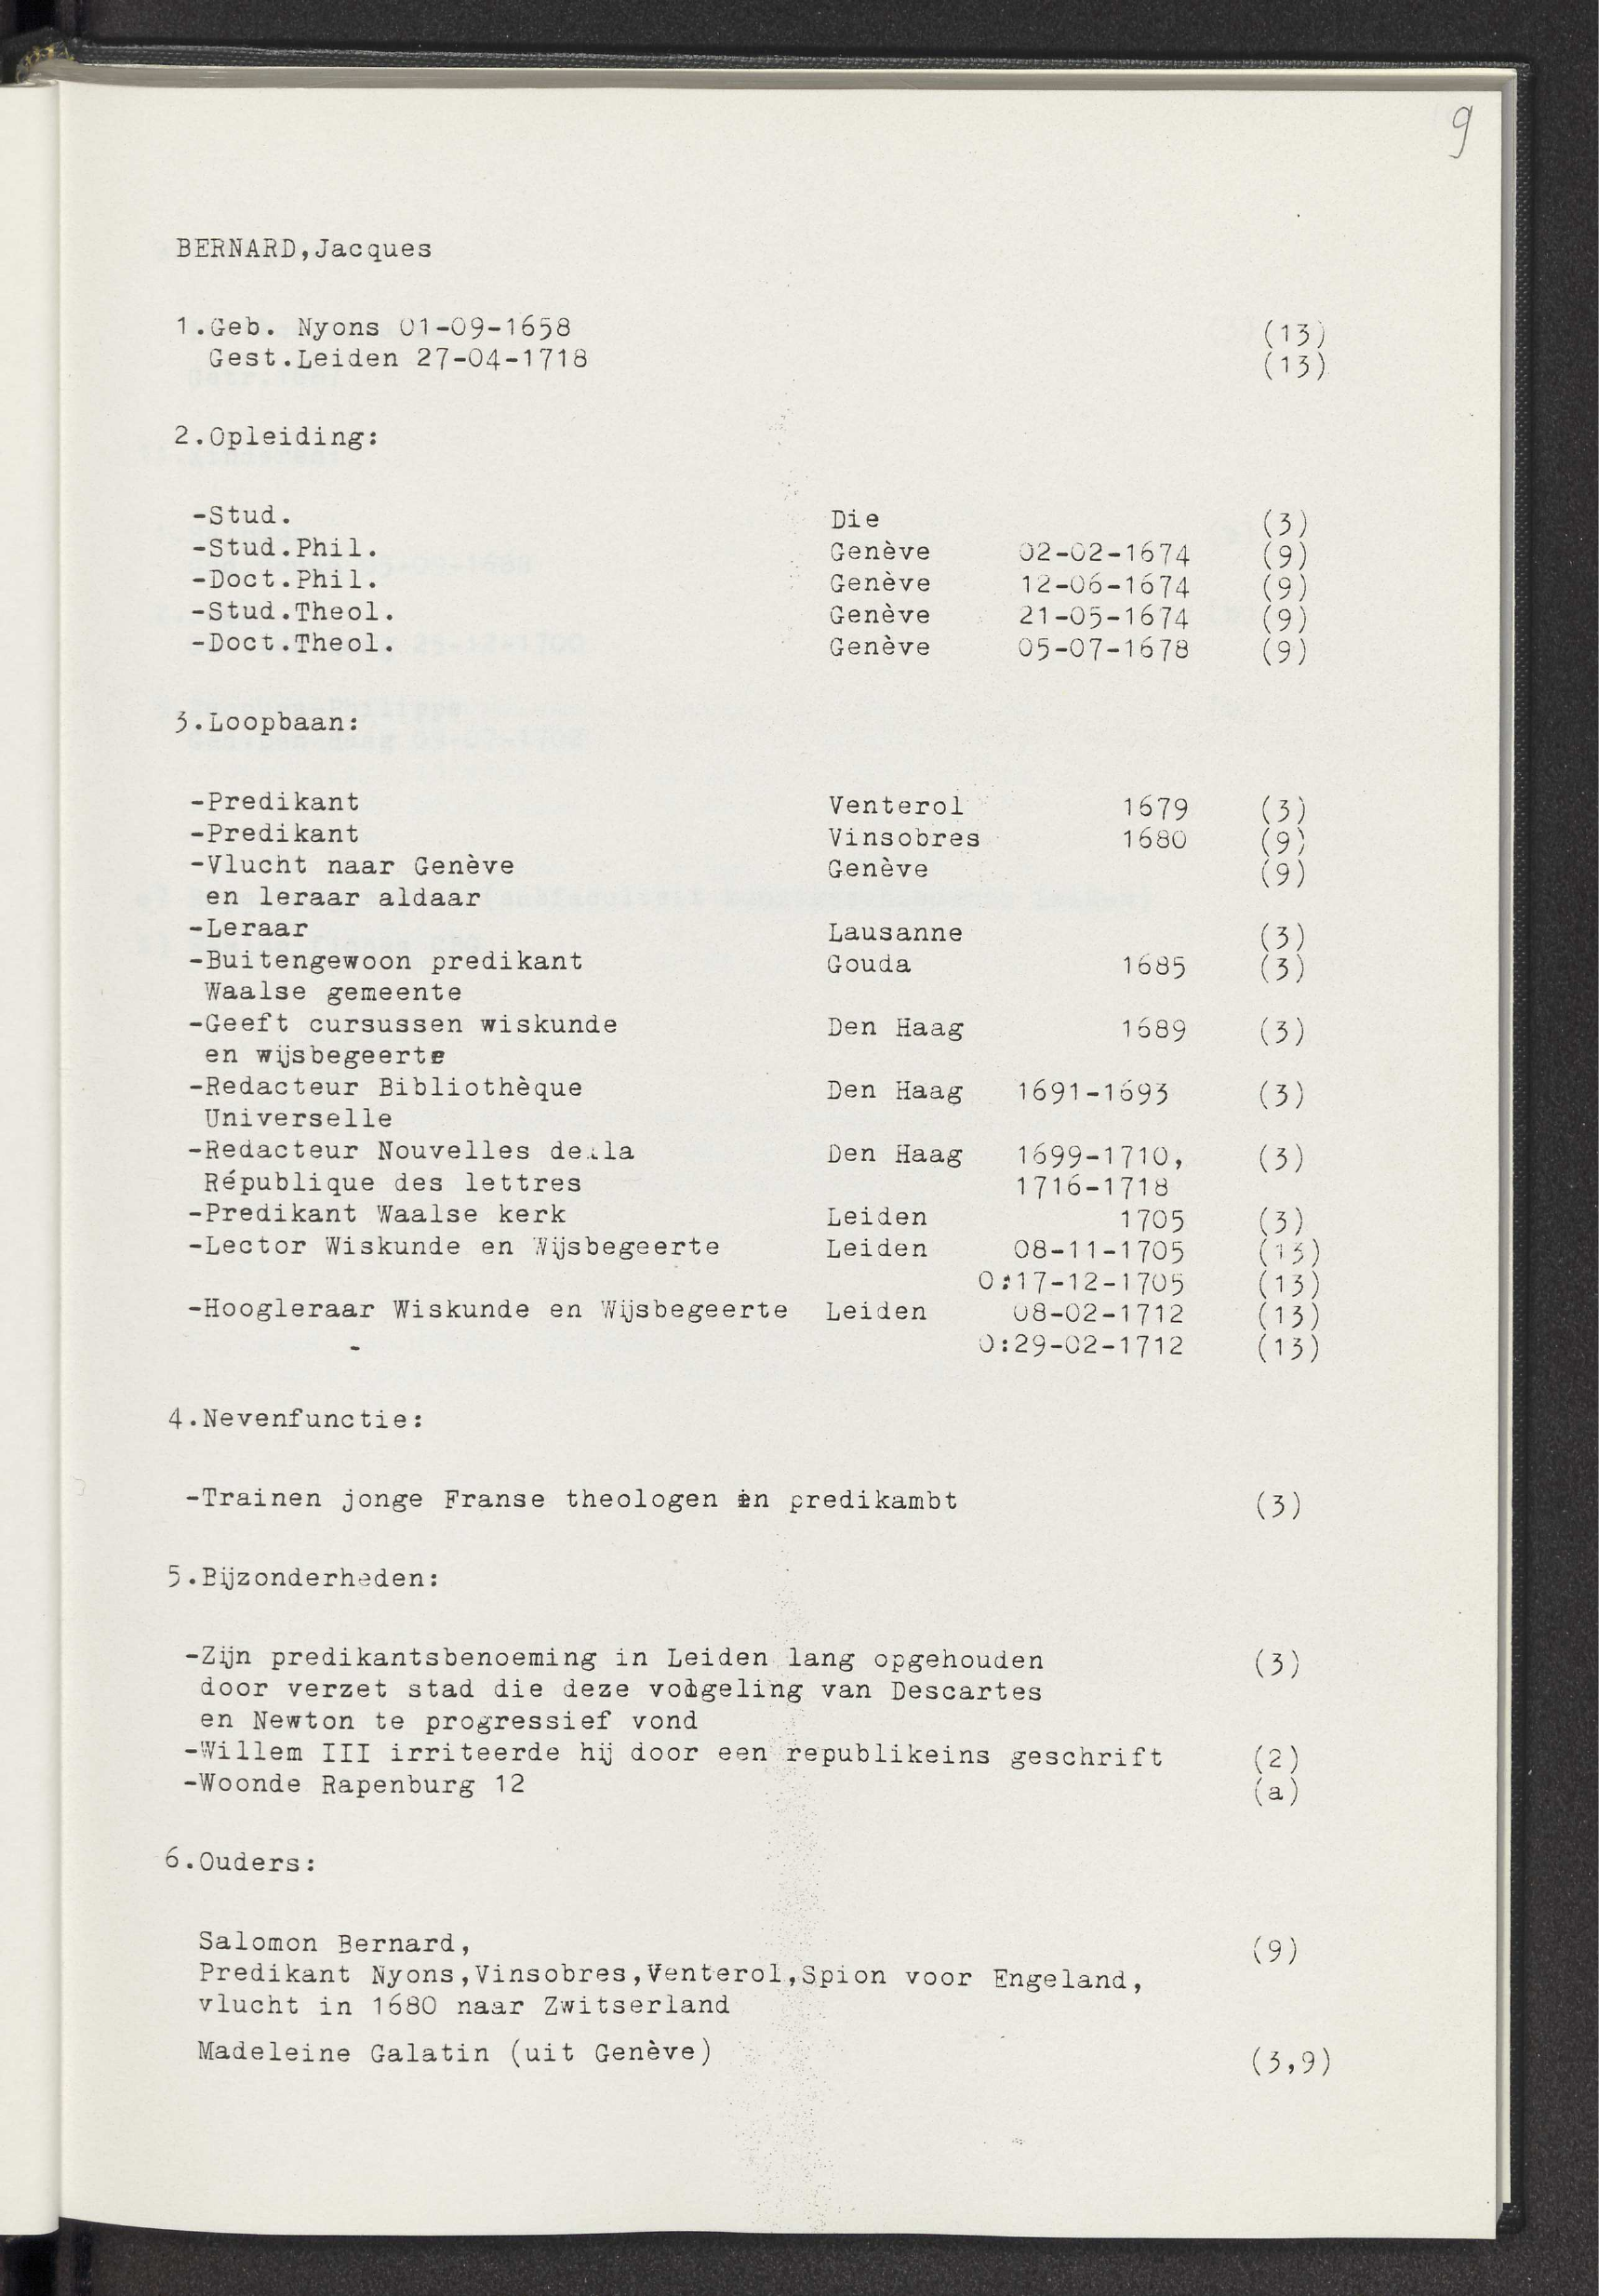 9
BERNARD,Jacques
1.Geb. Nyons 01-09-1658 (13)
Gest.Leiden 27-04-1718 (13)
2.Opleiding:
-Stud. Die (3)
-Stud.Phil. Genève 02-02-1674 (9)
-Doct.Phil. Genève 12-06-1674 (9)
-Stud.Theol. Genève 21-05-1674 (9)
-Doct.Theol. Genève 05-07-1678 (9)
3.Loopbaan:
-Predikant Venterol 1679 (3)
-Predikant Vinsobres 1680 (9)
-Vlucht naar Genève Genève (9)
en leraar aldaar
-Leraar Lausanne (3)
-Buitengewoon predikant Gouda 1685 (3)
Waalse gemeente
-Geeft cursussen wiskunde Den Haag 1689 (3)
en wijsbegeerte
-Redacteur Bibliothèque Den Haag 1691-1693 (3)
Universelle
-Redacteur Nouvelles de la Den Haag 1699-1710, (3)
République des lettres 1716-1718
-Predikant Waalse kerk Leiden 1705 (3)
-Lector Wiskunde en Wijsbegeerte Leiden 08-11-1705 (13)
O:17-12-1705 (13)
-Hoogleraar Wiskunde en Wijsbegeerte Leiden 08-02-1712 (13)
- O:29-02-1712 (13)
4.Nevenfunctie:
-Trainen jonge Franse theologen in predikambt (3)
5.Bijzonderheden:
-Zijn predikantsbenoeming in Leiden lang opgehouden (3)
door verzet stad die deze volgeling van Descartes
en Newton te progressief vond
-Willem III irriteerde hij door een republikeins geschrift (2)
-Woonde Rapenburg 12 (a)
6.Ouders:
Salomon Bernard, (9)
Predikant Nyons,Vinsobres,Venterol,Spion voor Engeland,
vlucht in 1680 naar Zwitserland
Madeleine Galatin (uit Genève) (3,9)